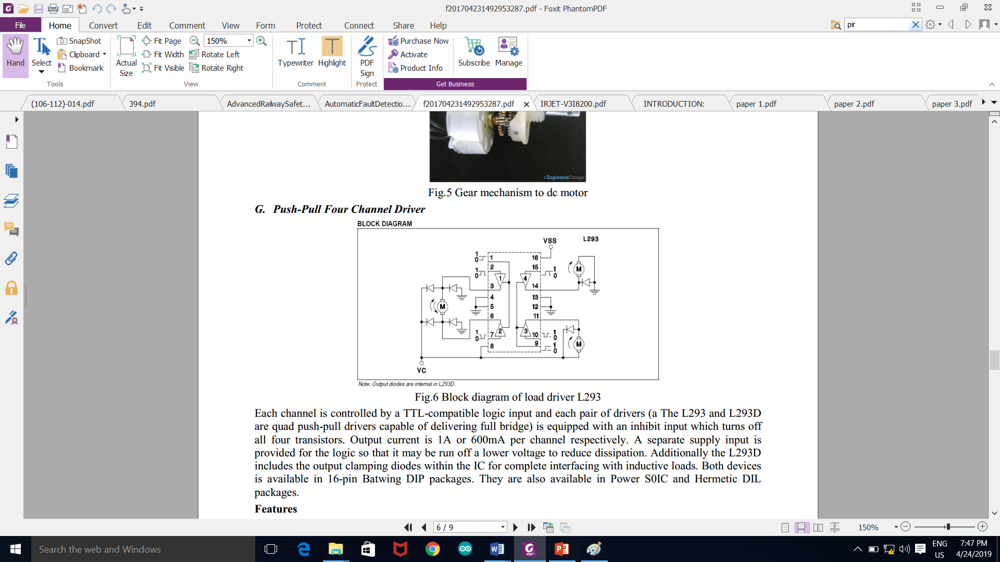 f201704231492953287.pdf - Foxit PhantomPDF
File Home Convert Edit Comment View Form Protect Connect Share Help
pir
Hand
Select
SnapShot
Clipboard
Bookmark
Tools
Actual
Size
Fit Page
Fit Width
Fit Visible
150%
Rotate Left
Rotate Right
View
Typewriter
Highlight
Comment
PDF
Sign
Protect
Purchase Now
Activate
Product Info
Subscribe
Manage
Get Business
(106-112)-014.pdf
394.pdf
AdvancedRailwaySafet...
AutomaticFaultDetectio...
f201704231492953287.pdf
IRJET-V3I8200.pdf
INTRODUCTION:
paper 1.pdf
paper 2.pdf
paper 3.pdf
©EngineersGarage
Fig.5 Gear mechanism to dc motor
G. Push-Pull Four Channel Driver
BLOCK DIAGRAM
VSS
L293
1
0
1
16
1
0
2
15
1
0
M
1
4
3
14
4
13
M
5
12
6
11
1
0
7
2
3
10
1
0
8
9
1
0
M
VC
Note: Output diodes are internal in L293D.
Fig.6 Block diagram of load driver L293
Each channel is controlled by a TTL-compatible logic input and each pair of drivers (a The L293 and L293D
are quad push-pull drivers capable of delivering full bridge) is equipped with an inhibit input which turns off
all four transistors. Output current is 1A or 600mA per channel respectively. A separate supply input is
provided for the logic so that it may be run off a lower voltage to reduce dissipation. Additionally the L293D
includes the output clamping diodes within the IC for complete interfacing with inductive loads. Both devices
is available in 16-pin Batwing DIP packages. They are also available in Power S0IC and Hermetic DIL
packages.
Features
6 / 9
150%
Search the web and Windows
ENG
US
7:47 PM
4/24/2019